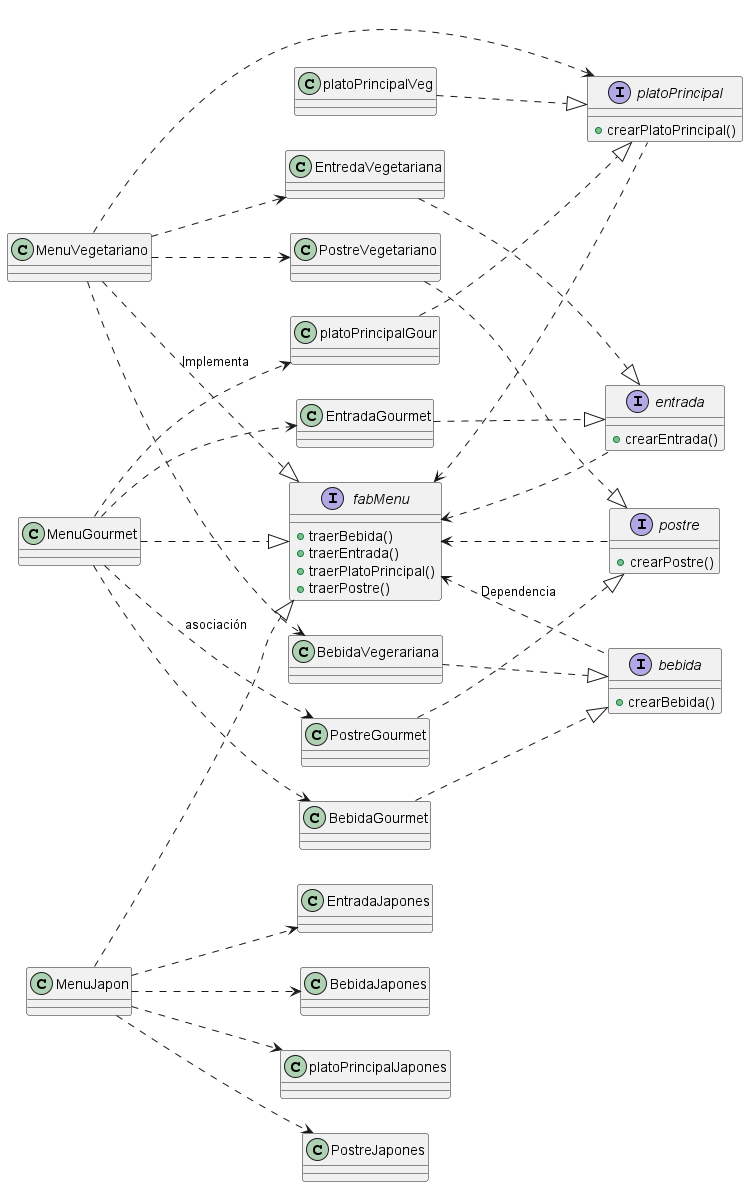 C platoPrincipalVeg
I platoPrincipal
+ crearPlatoPrincipal()
C EntredaVegetariana
C MenuVegetariano
C PostreVegetariano
C platoPrincipalGour
Implementa
C EntradaGourmet
I entrada
+ crearEntrada()
I fabMenu
+ traerBebida()
+ traerEntrada()
+ traerPlatoPrincipal()
+ traerPostre()
C MenuGourmet
I postre
+ crearPostre()
Dependencia
asociación
C BebidaVegerariana
I bebida
+ crearBebida()
C PostreGourmet
C BebidaGourmet
C EntradaJapones
C MenuJapon
C BebidaJapones
C platoPrincipalJapones
C PostreJapones